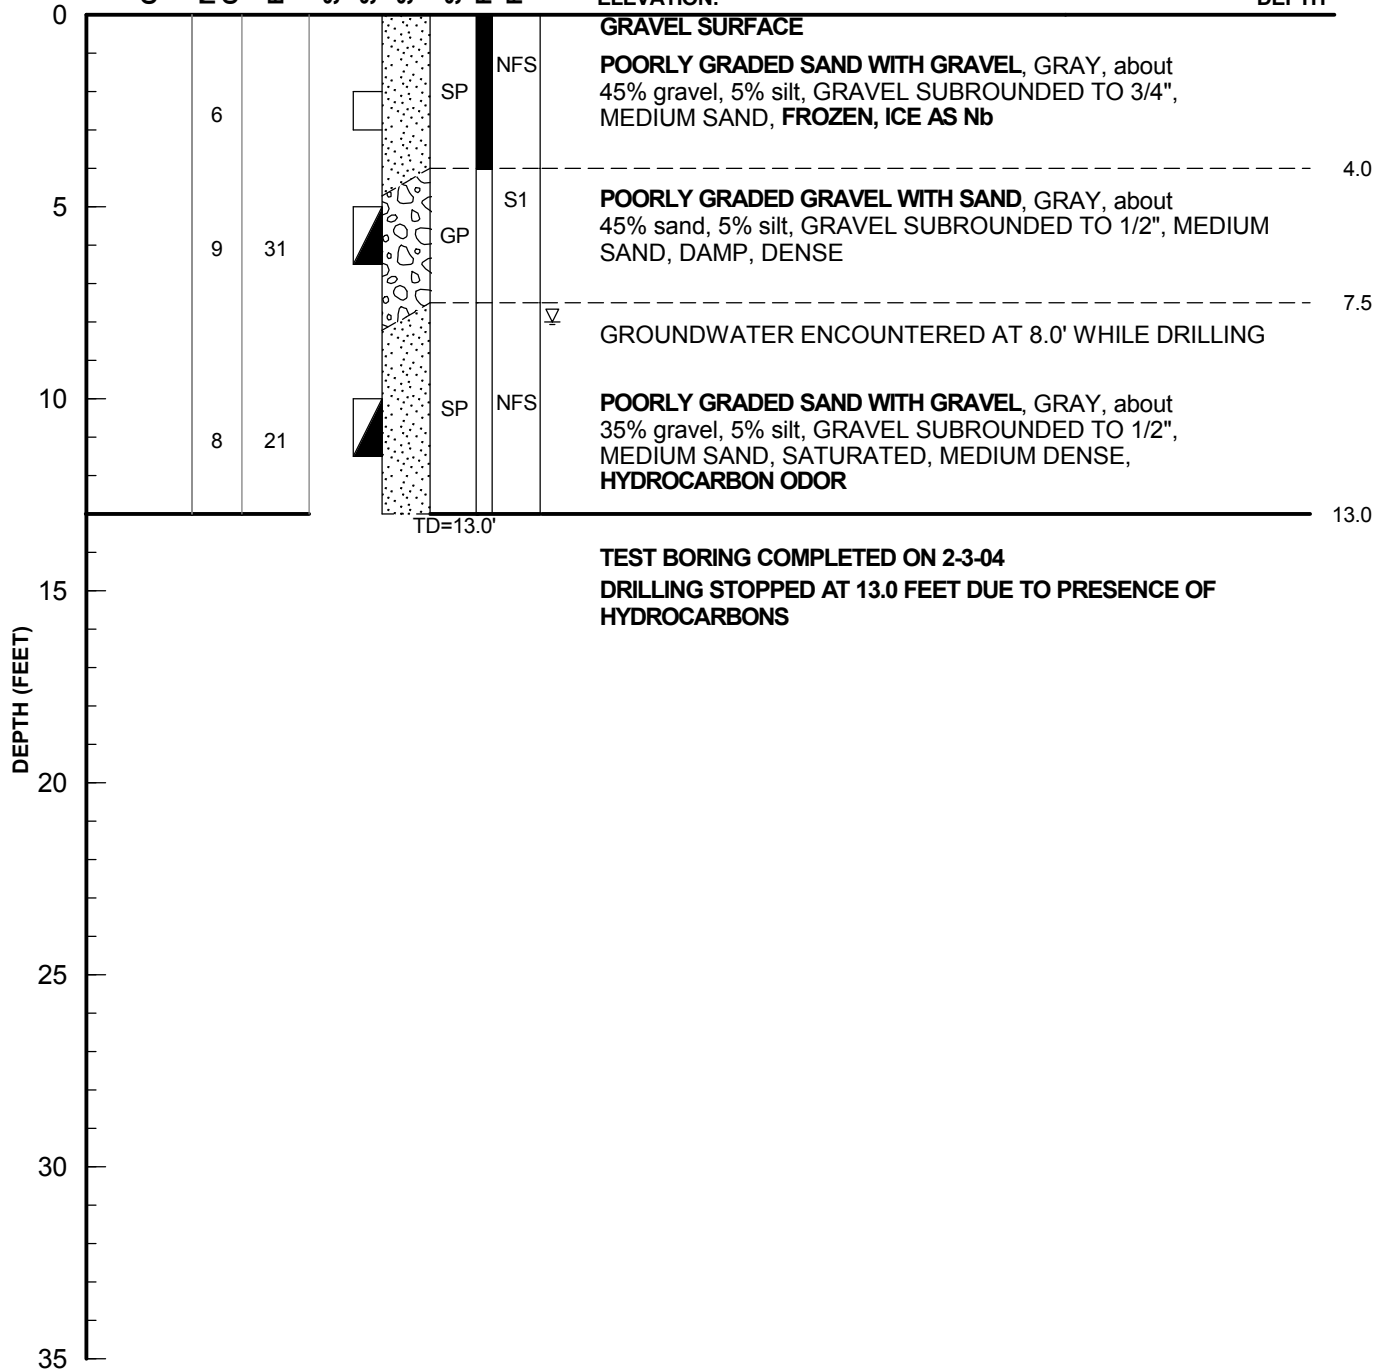 ELEVATION: DEPTH
0
GRAVEL SURFACE
NFS POORLY GRADED SAND WITH GRAVEL, GRAY, about
SP 45% gravel, 5% silt, GRAVEL SUBROUNDED TO 3/4",
6 MEDIUM SAND, FROZEN, ICE AS Nb
4.0
5 S1 POORLY GRADED GRAVEL WITH SAND, GRAY, about
GP 45% sand, 5% silt, GRAVEL SUBROUNDED TO 1/2", MEDIUM
9 31 SAND, DAMP, DENSE
7.5
GROUNDWATER ENCOUNTERED AT 8.0' WHILE DRILLING
10 SP NFS POORLY GRADED SAND WITH GRAVEL, GRAY, about
8 21 35% gravel, 5% silt, GRAVEL SUBROUNDED TO 1/2",
MEDIUM SAND, SATURATED, MEDIUM DENSE,
HYDROCARBON ODOR
13.0
TD=13.0'
TEST BORING COMPLETED ON 2-3-04
15 DRILLING STOPPED AT 13.0 FEET DUE TO PRESENCE OF
HYDROCARBONS
DEPTH (FEET)
20
25
30
35